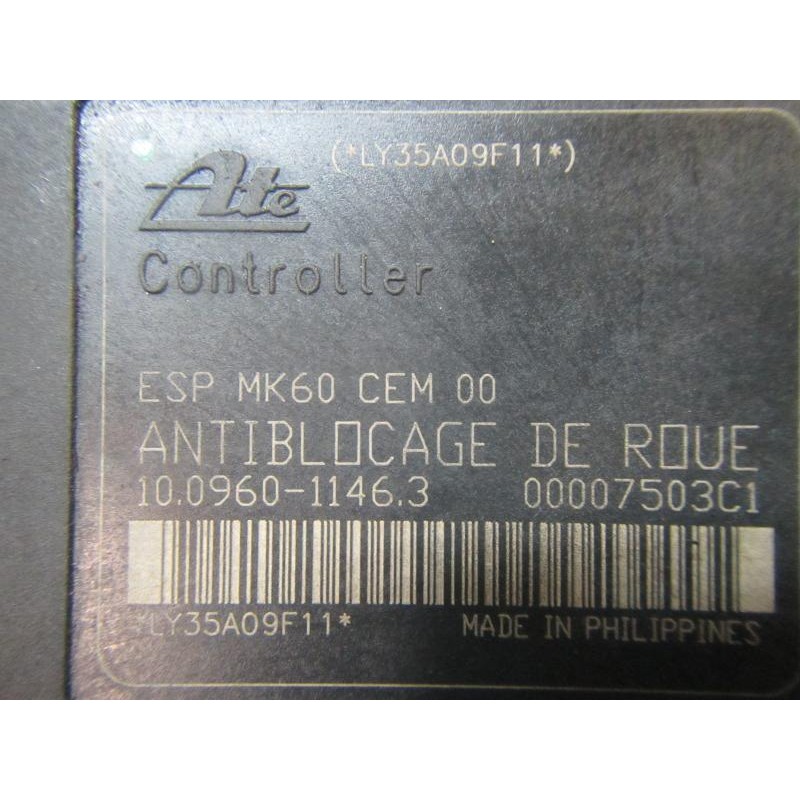 (*LY35A09F11*)
Ate
Controller
ESP MK60 CEM 00
ANTIBLOCAGE DE ROUE
10.0960-1146.3 00007503C1
*LY35A09F11* MADE IN PHILIPPINES